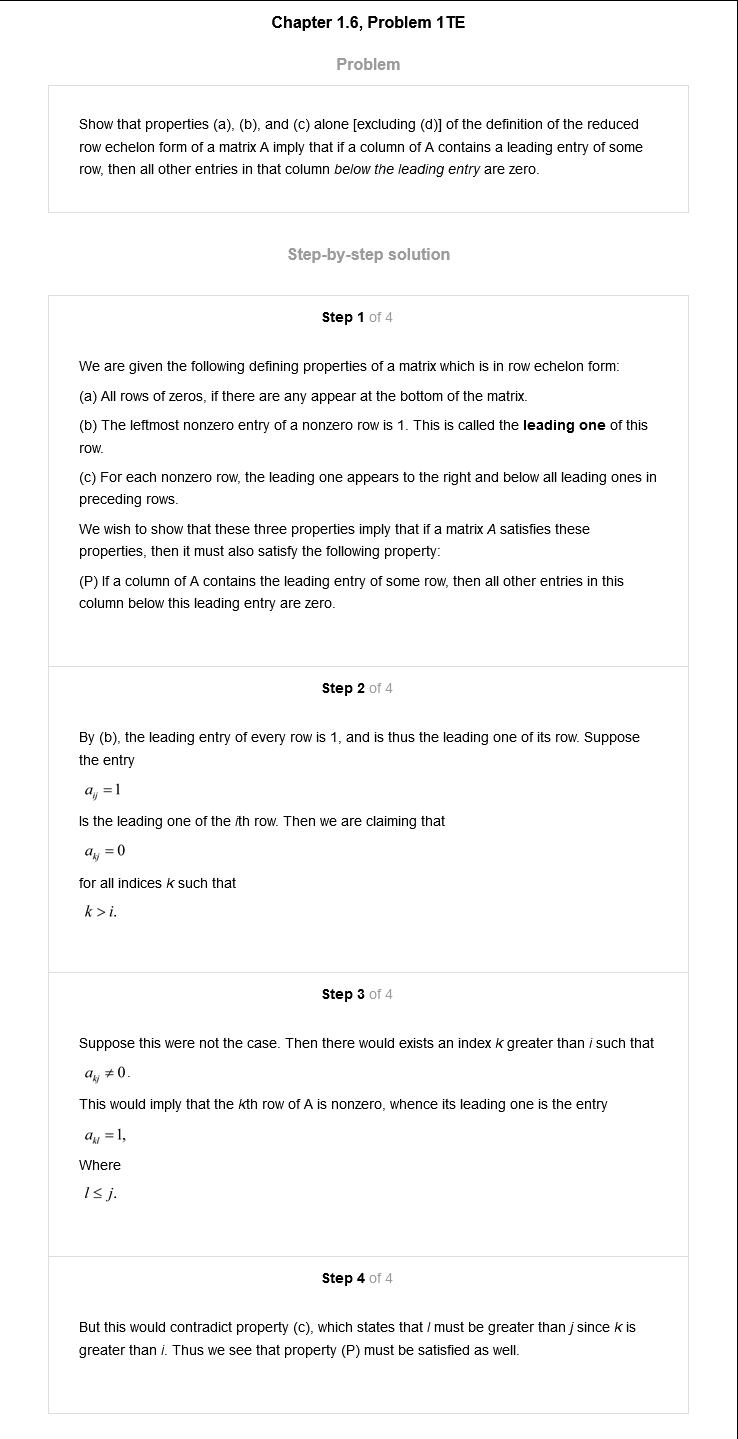 Chapter 1.6, Problem 1TE
Problem
Show that properties (a), (b), and (c) alone [excluding (d)] of the definition of the reduced
row echelon form of a matrix A imply that if a column of A contains a leading entry of some
row, then all other entries in that column below the leading entry are zero.
Step-by-step solution
Step 1 of 4
We are given the following defining properties of a matrix which is in row echelon form:
(a) All rows of zeros, if there are any appear at the bottom of the matrix.
(b) The leftmost nonzero entry of a nonzero row is 1. This is called the leading one of this
row.
(c) For each nonzero row, the leading one appears to the right and below all leading ones in
preceding rows.
We wish to show that these three properties imply that if a matrix A satisfies these
properties, then it must also satisfy the following property:
(P) If a column of A contains the leading entry of some row, then all other entries in this
column below this leading entry are zero.
Step 2 of 4
By (b), the leading entry of every row is 1, and is thus the leading one of its row. Suppose
the entry
a_ij = 1
Is the leading one of the ith row. Then we are claiming that
a_kj = 0
for all indices k such that
k > i.
Step 3 of 4
Suppose this were not the case. Then there would exists an index k greater than i such that
a_kj ≠ 0.
This would imply that the kth row of A is nonzero, whence its leading one is the entry
a_kl = 1,
Where
l ≤ j.
Step 4 of 4
But this would contradict property (c), which states that l must be greater than j since k is
greater than i. Thus we see that property (P) must be satisfied as well.